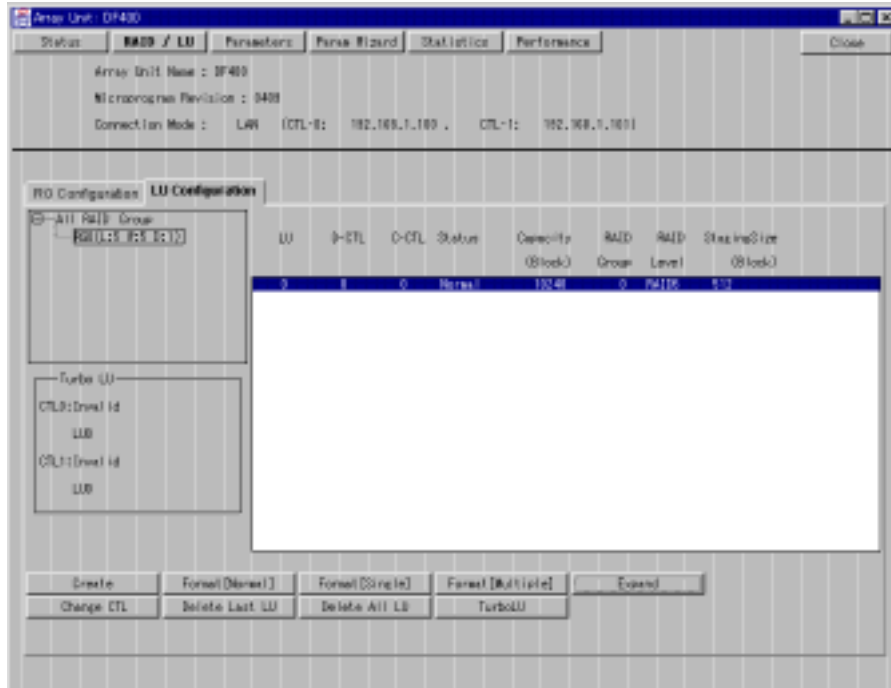 Array Unit: DF400
Status RAID / LU Parameters Param Wizard Statistics Performance Close
Array Unit Name : DF400
Microprogram Revision :
Connection Mode : LAN (CTL-0: 192.168.1.100 , CTL-1: 192.168.1.101)
RG Configuration LU Configuration
All RAID Group
LU D-CTL C-CTL Status Capacity RAID RAID StagingSize
(Block) Group Level (Block)
0 0 0 Normal 10240 0 RAID5 512
Turbo LU
CTL0:Invalid
LU0
CTL1:Invalid
LU0
Create Format[Normal] Format[Single] Format[Multiple] Expand
Change CTL Delete Last LU Delete All LU TurboLU